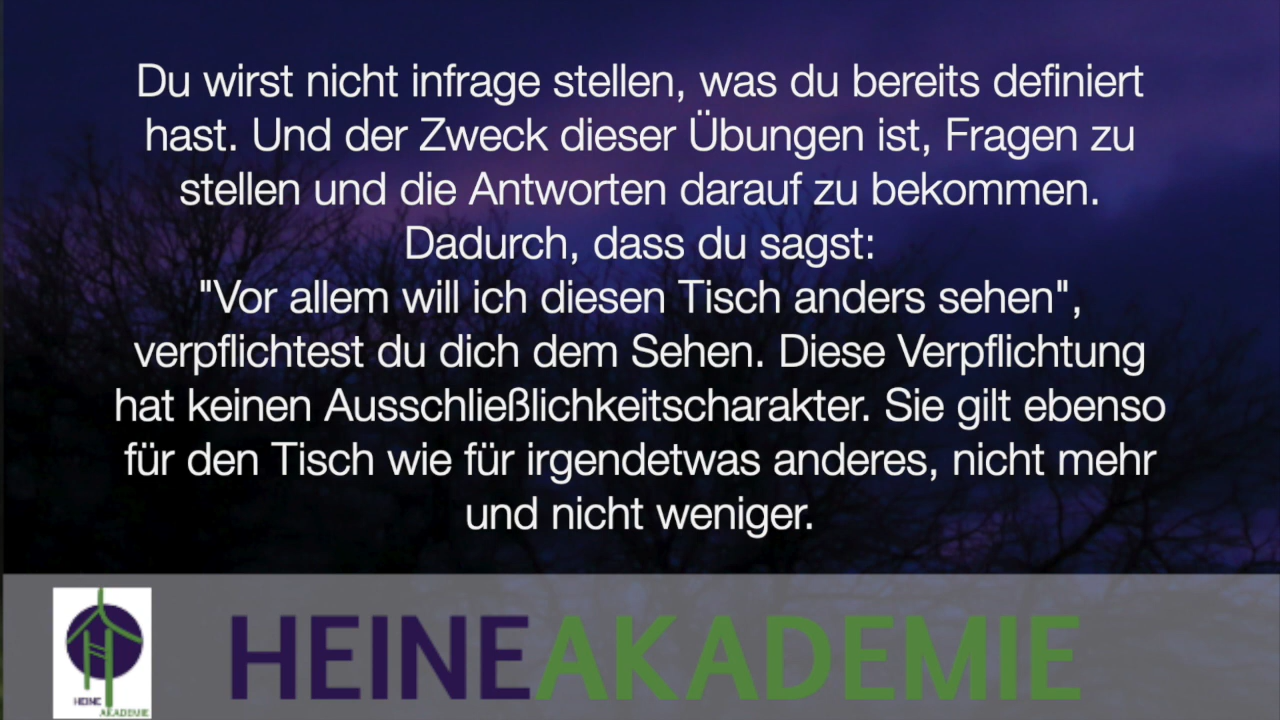 Du wirst nicht infrage stellen, was du bereits definiert
hast. Und der Zweck dieser Übungen ist, Fragen zu
stellen und die Antworten darauf zu bekommen.
Dadurch, dass du sagst:
"Vor allem will ich diesen Tisch anders sehen",
verpflichtest du dich dem Sehen. Diese Verpflichtung
hat keinen Ausschließlichkeitscharakter. Sie gilt ebenso
für den Tisch wie für irgendetwas anderes, nicht mehr
und nicht weniger.
HEINE
AKADEMIE
HEINEAKADEMIE